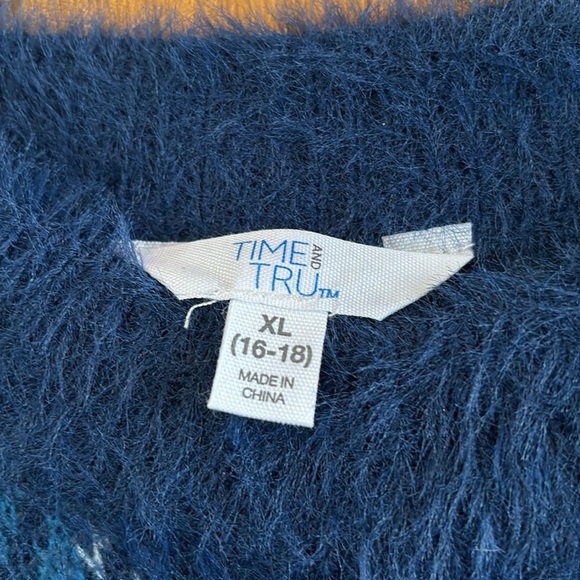 TIME AND
TRU™
XL
(16-18)
MADE IN
CHINA